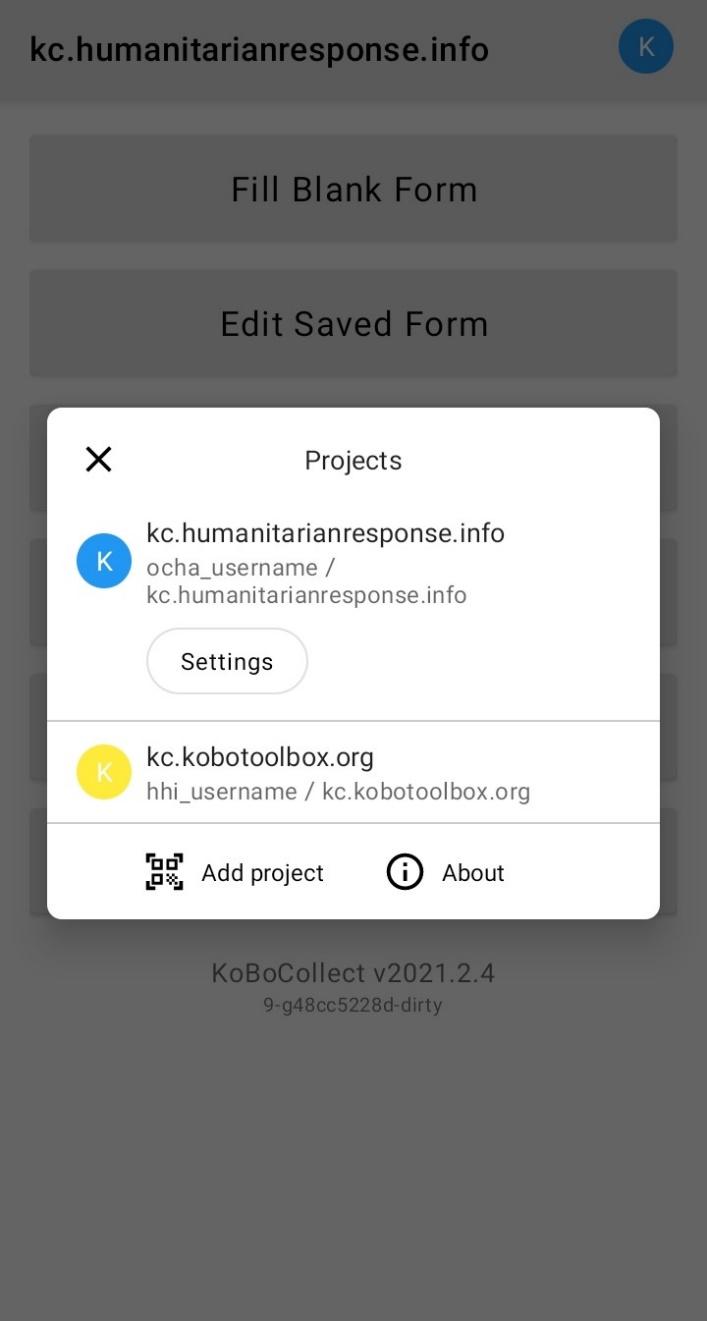 kc.humanitarianresponse.info
K
Fill Blank Form
Edit Saved Form
Projects
K
kc.humanitarianresponse.info
ocha_username /
kc.humanitarianresponse.info
Settings
K
kc.kobotoolbox.org
hhi_username / kc.kobotoolbox.org
Add project
About
KoBoCollect v2021.2.4
9-g48cc5228d-dirty